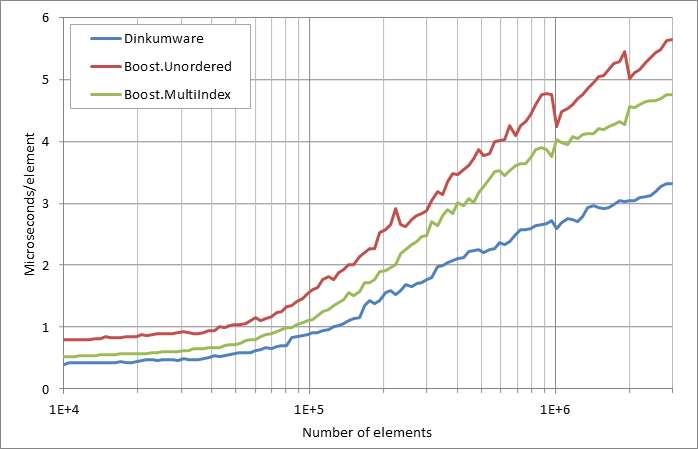 Dinkumware
Boost.Unordered
Boost.MultiIndex
Microseconds/element
6
5
4
3
2
1
0
1E+4
1E+5
1E+6
Number of elements